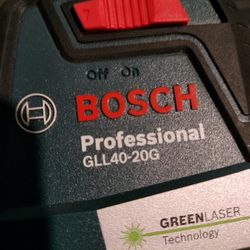 Off On
BOSCH
Professional
GLL40-20G
GREENLASER
Technology